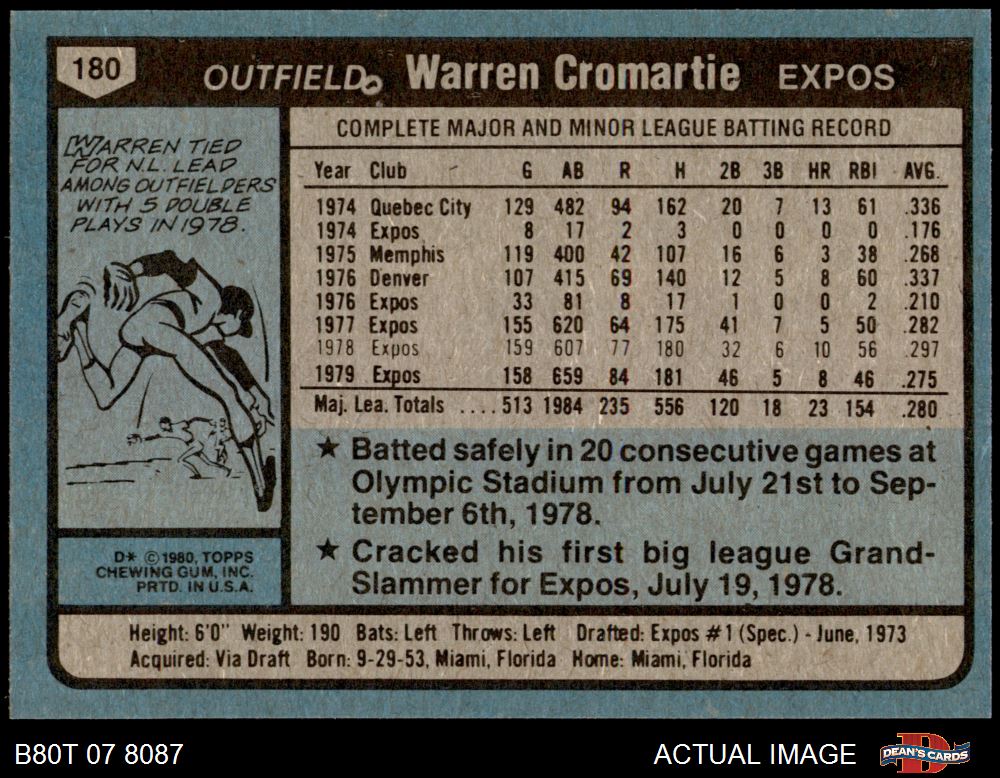 180 OUTFIELD Warren Cromartie EXPOS
WARREN TIED
FOR N.L. LEAD
AMONG OUTFIELDERS
WITH 5 DOUBLE
PLAYS IN 1978.
COMPLETE MAJOR AND MINOR LEAGUE BATTING RECORD
Year Club G AB R H 2B 3B HR RBI AVG.
1974 Quebec City 129 482 94 162 20 7 13 61 .336
1974 Expos 8 17 2 3 0 0 0 0 .176
1975 Memphis 119 400 42 107 16 6 3 38 .268
1976 Denver 107 415 69 140 12 5 8 60 .337
1976 Expos 33 81 8 17 1 0 0 2 .210
1977 Expos 155 620 64 175 41 7 5 50 .282
1978 Expos 159 607 77 180 32 6 10 56 .297
1979 Expos 158 659 84 181 46 5 8 46 .275
Maj. Lea. Totals .... 513 1984 235 556 120 18 23 154 .280
★ Batted safely in 20 consecutive games at
Olympic Stadium from July 21st to Sep-
tember 6th, 1978.
★ Cracked his first big league Grand-
Slammer for Expos, July 19, 1978.
D* © 1980, TOPPS
CHEWING GUM, INC.
PRTD. IN U.S.A.
Height: 6'0" Weight: 190 Bats: Left Throws: Left Drafted: Expos #1 (Spec.) - June, 1973
Acquired: Via Draft Born: 9-29-53, Miami, Florida Home: Miami, Florida
B80T 07 8087 ACTUAL IMAGE DEAN'S CARDS